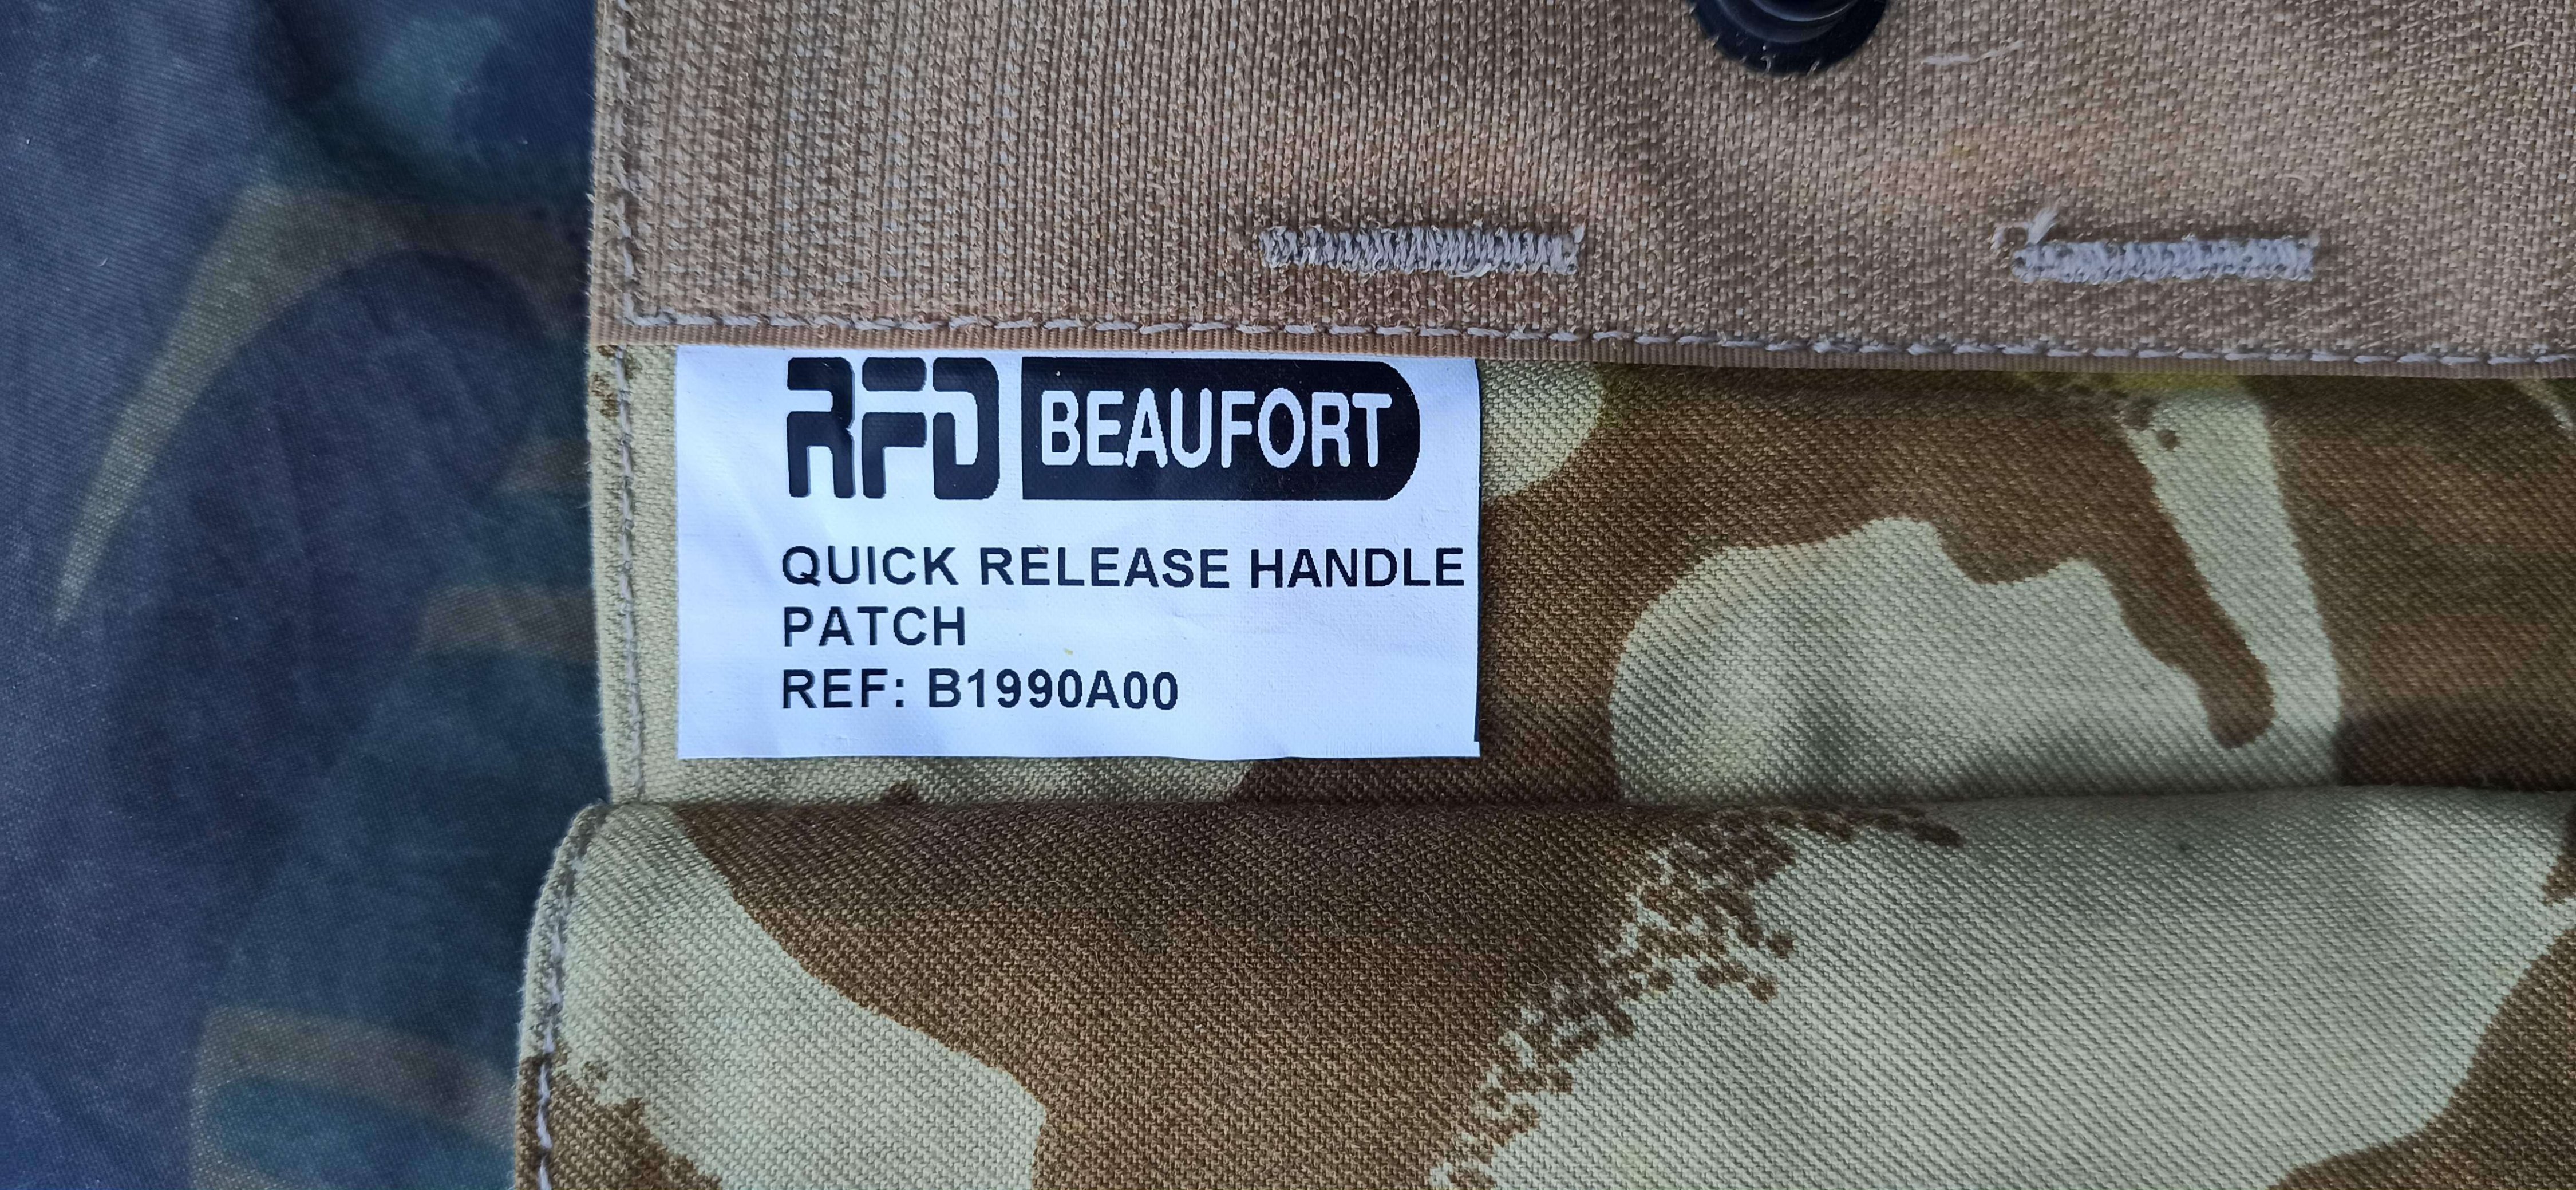 RFD BEAUFORT
QUICK RELEASE HANDLE
PATCH
REF: B1990A00